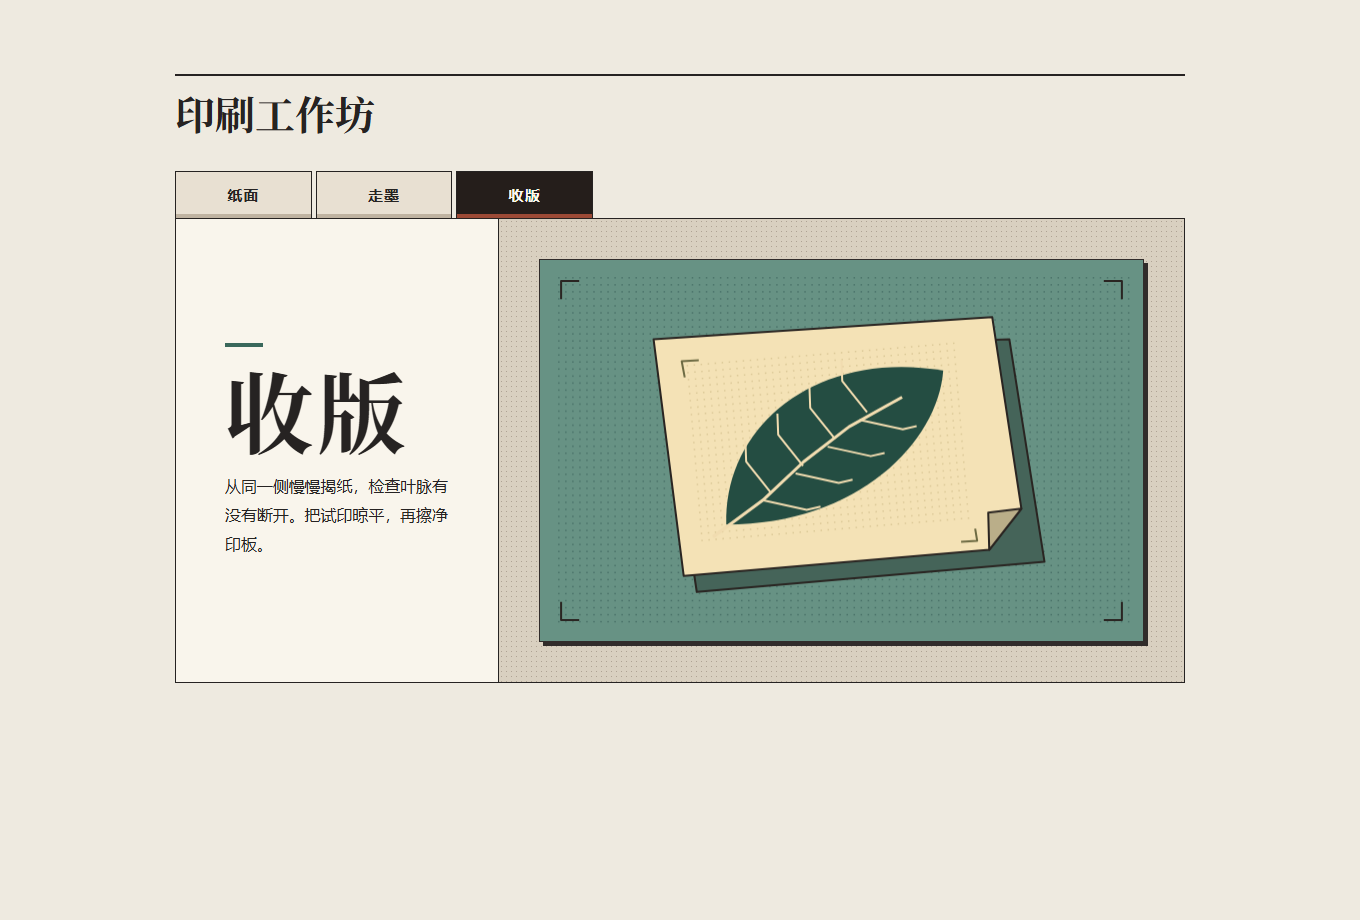 印刷工作坊
纸面
走墨
收版
收版
从同一侧慢慢揭纸，检查叶脉有
没有断开。把试印晾平，再擦净
印板。